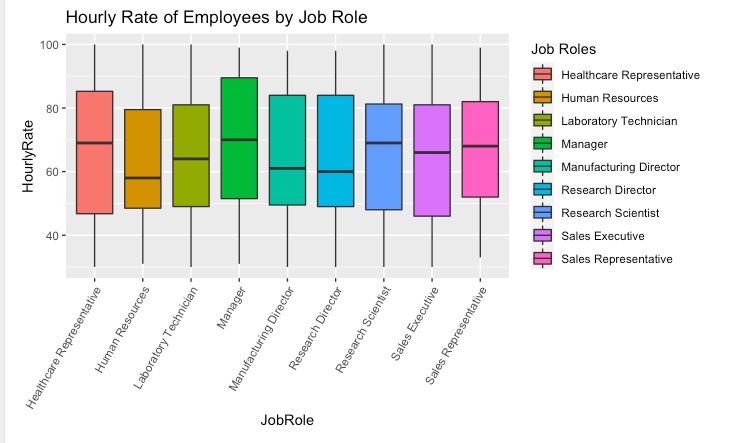 Hourly Rate of Employees by Job Role
HourlyRate
100
80
60
40
Healthcare Representative
Human Resources
Laboratory Technician
Manager
Manufacturing Director
Research Director
Research Scientist
Sales Executive
Sales Representative
JobRole
Job Roles
Healthcare Representative
Human Resources
Laboratory Technician
Manager
Manufacturing Director
Research Director
Research Scientist
Sales Executive
Sales Representative